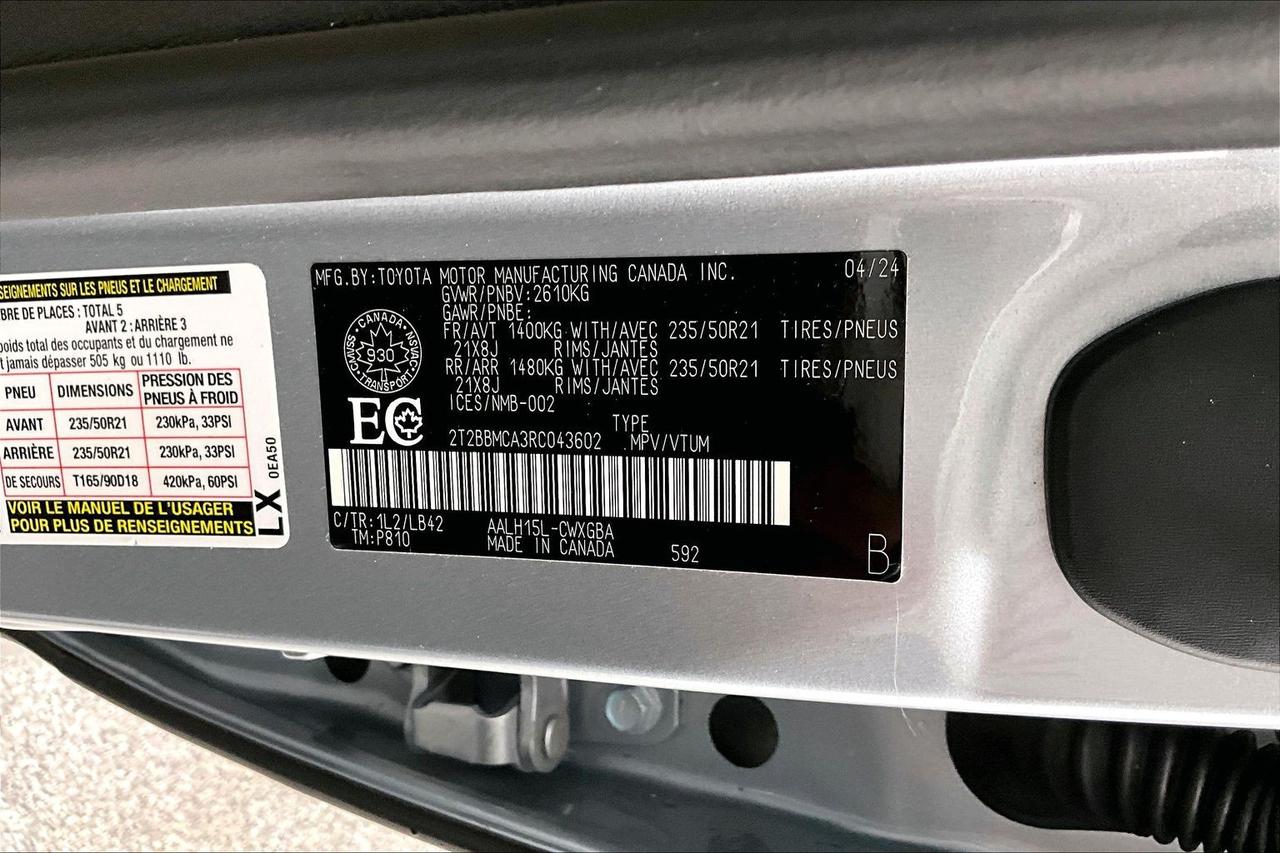 SEIGNEMENTS SUR LES PNEUS ET LE CHARGEMENT
BRE DE PLACES : TOTAL 5
AVANT 2 : ARRIÈRE 3
poids total des occupants et du chargement ne
t jamais dépasser 505 kg ou 1110 lb.
PNEU DIMENSIONS PRESSION DES PNEUS À FROID
AVANT 235/50R21 230kPa, 33PSI
ARRIÈRE 235/50R21 230kPa, 33PSI
DE SECOURS T165/90D18 420kPa, 60PSI
VOIR LE MANUEL DE L'USAGER
POUR PLUS DE RENSEIGNEMENTS
LX 0EA50
MFG.BY:TOYOTA MOTOR MANUFACTURING CANADA INC. 04/24
GVWR/PNBV:2610KG
GAWR/PNBE:
FR/AVT 1400KG WITH/AVEC 235/50R21 TIRES/PNEUS
21X8J RIMS/JANTES
RR/ARR 1480KG WITH/AVEC 235/50R21 TIRES/PNEUS
21X8J RIMS/JANTES
ICES/NMB-002
CANADA
CMVSS 930 NSVAC
TRANSPORT
EC
TYPE
2T2BBMCA3RC043602 .MPV/VTUM
C/TR:1L2/LB42 AALH15L-CWXGBA
TM:P810 MADE IN CANADA 592
B